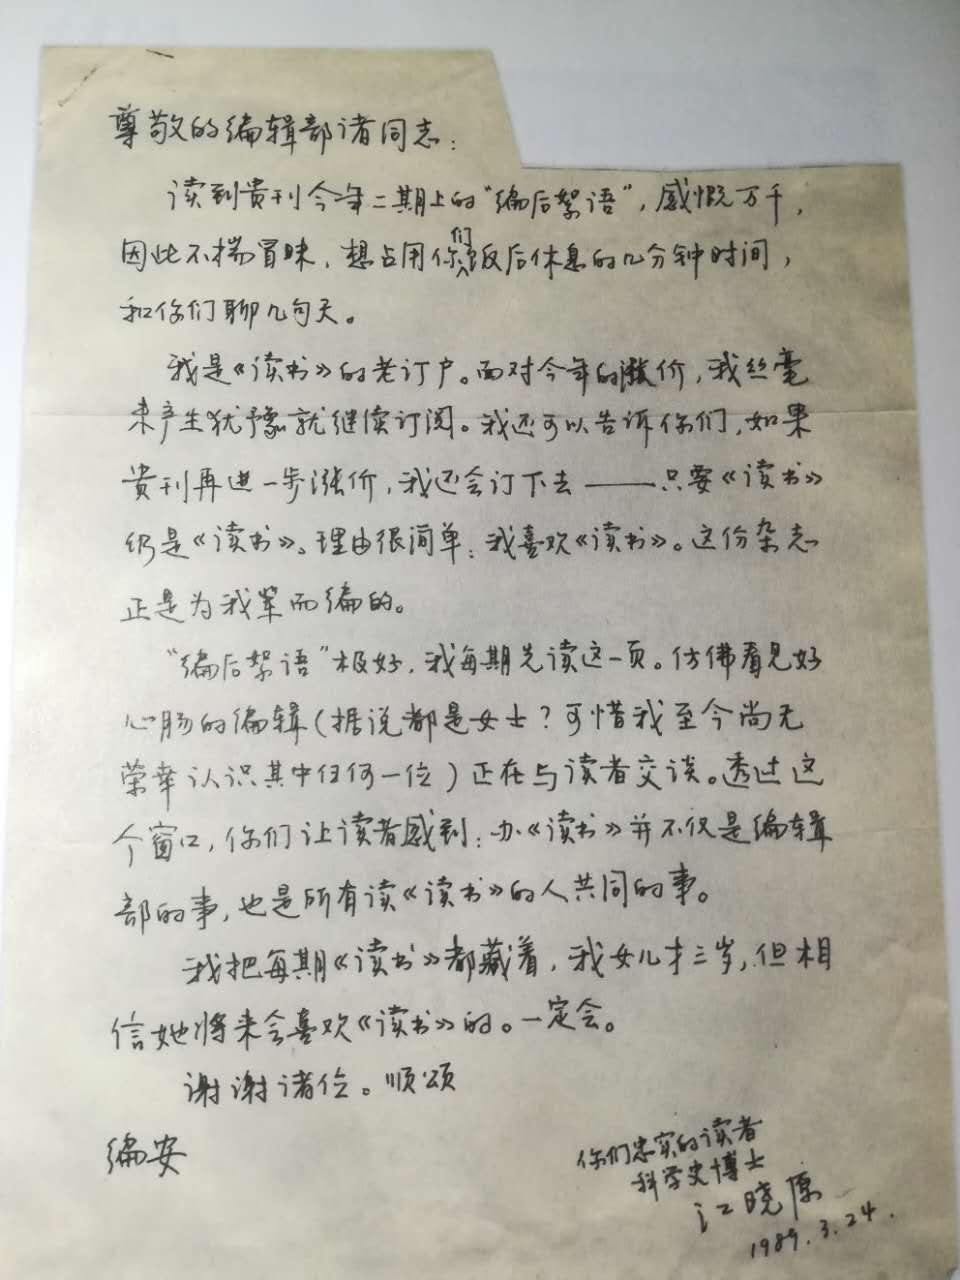 尊敬的编辑部诸同志：
读到贵刊今年二期上的“编后絮语”，感慨万千，
因此不揣冒昧，想占用你们饭后休息的几分钟时间，
和你们聊几句天。
我是《读书》的老订户。面对今年的涨价，我丝毫
未产生犹豫就继续订阅。我还可以告诉你们，如果
贵刊再进一步涨价，我还会订下去——只要《读书》
仍是《读书》。理由很简单：我喜欢《读书》。这份杂志
正是为我辈而编的。
“编后絮语”极好，我每期先读这一页。仿佛看见好
心肠的编辑（据说都是女士？可惜我至今尚无
荣幸认识其中任何一位）正在与读者交谈。透过这
个窗口，你们让读者感到：办《读书》并不仅是编辑
部的事，也是所有读《读书》的人共同的事。
我把每期《读书》都藏着，我女儿才三岁，但相
信她将来会喜欢《读书》的。一定会。
谢谢诸位。顺颂
编安
你们忠实的读者
科学史博士
江晓原
1989.3.24.